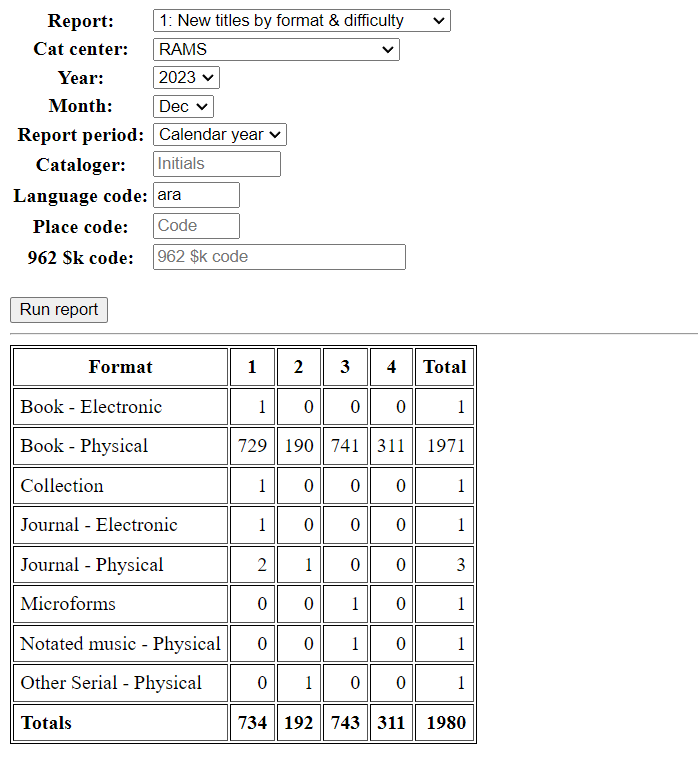 Report: 1: New titles by format & difficulty
Cat center: RAMS
Year: 2023
Month: Dec
Report period: Calendar year
Cataloger: Initials
Language code: ara
Place code: Code
962 $k code: 962 $k code
Run report
Format 1 2 3 4 Total
Book - Electronic 1 0 0 0 1
Book - Physical 729 190 741 311 1971
Collection 1 0 0 0 1
Journal - Electronic 1 0 0 0 1
Journal - Physical 2 1 0 0 3
Microforms 0 0 1 0 1
Notated music - Physical 0 0 1 0 1
Other Serial - Physical 0 1 0 0 1
Totals 734 192 743 311 1980